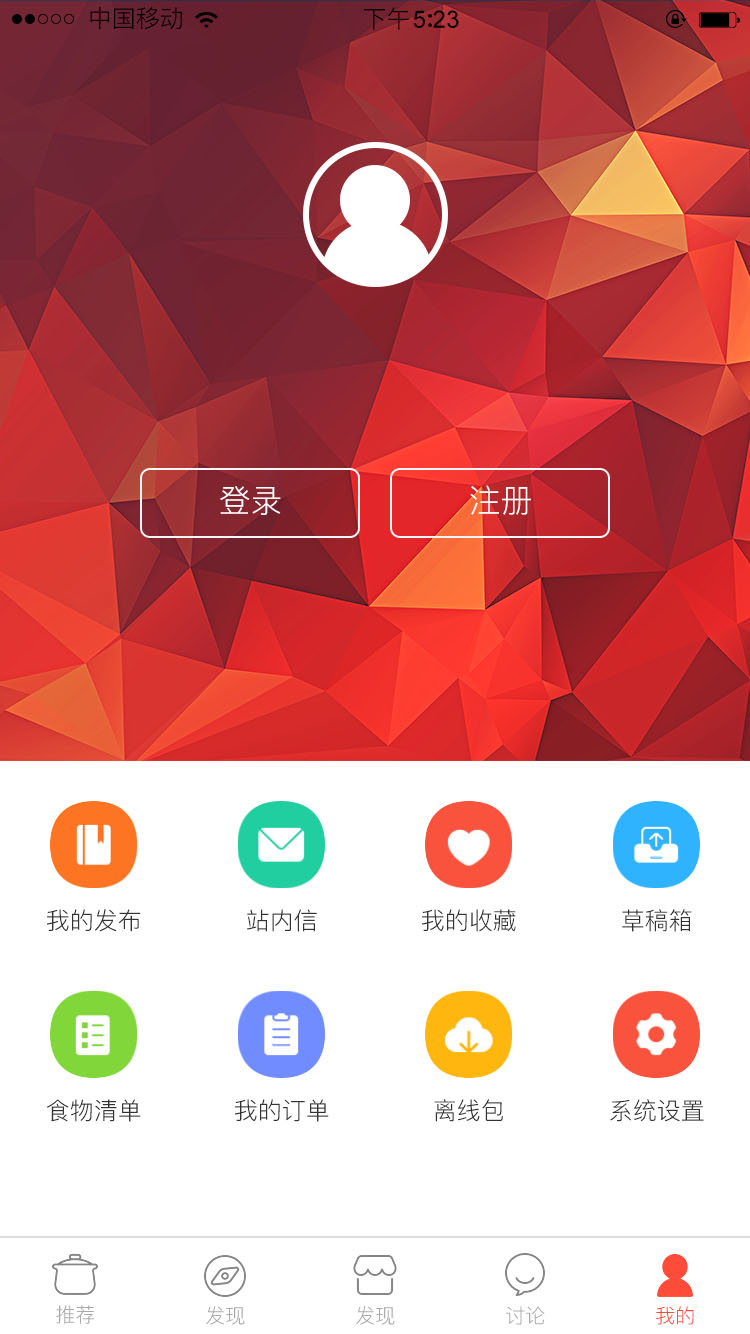 中国移动 下午5:23
登录 注册
我的发布 站内信 我的收藏 草稿箱
食物清单 我的订单 离线包 系统设置
推荐 发现 发现 讨论 我的